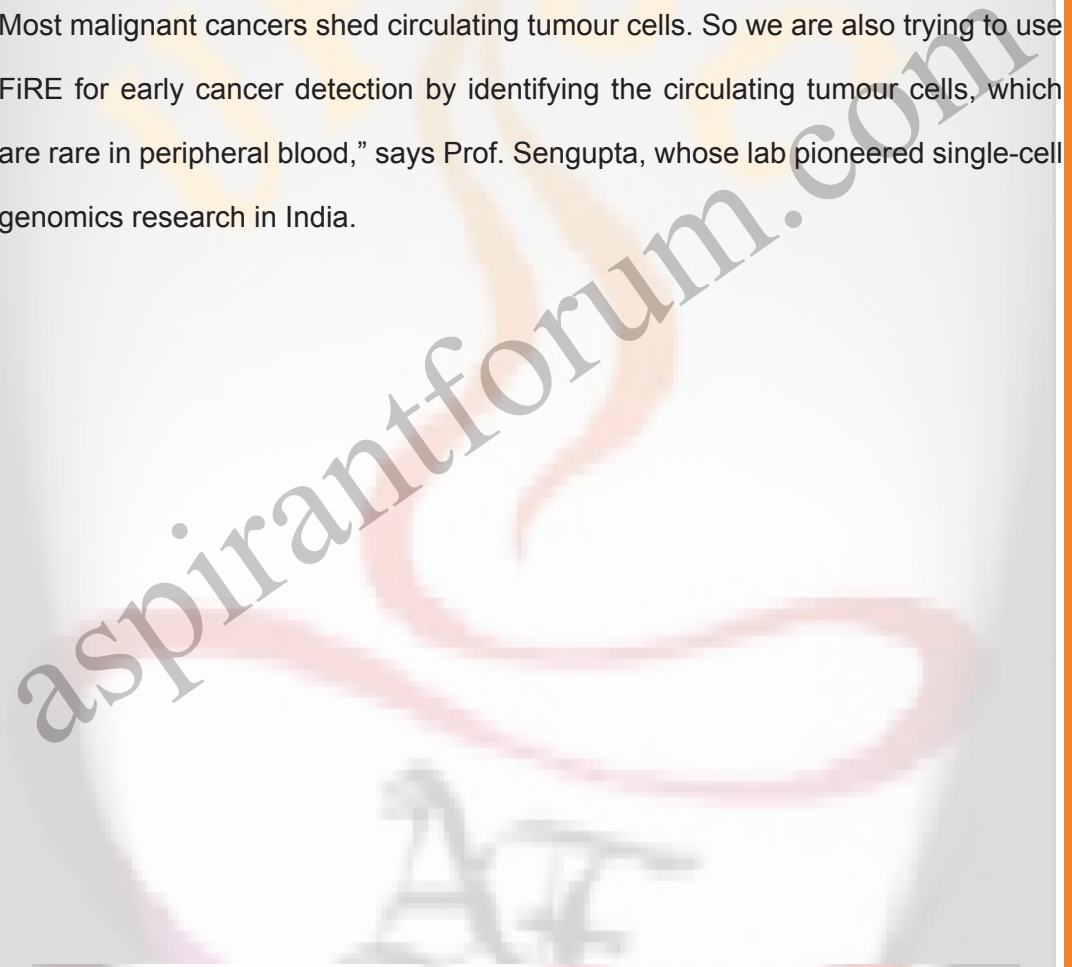 Most malignant cancers shed circulating tumour cells. So we are also trying to use
FiRE for early cancer detection by identifying the circulating tumour cells, which
are rare in peripheral blood,” says Prof. Sengupta, whose lab pioneered single-cell
genomics research in India.
aspirantforum.com
AF